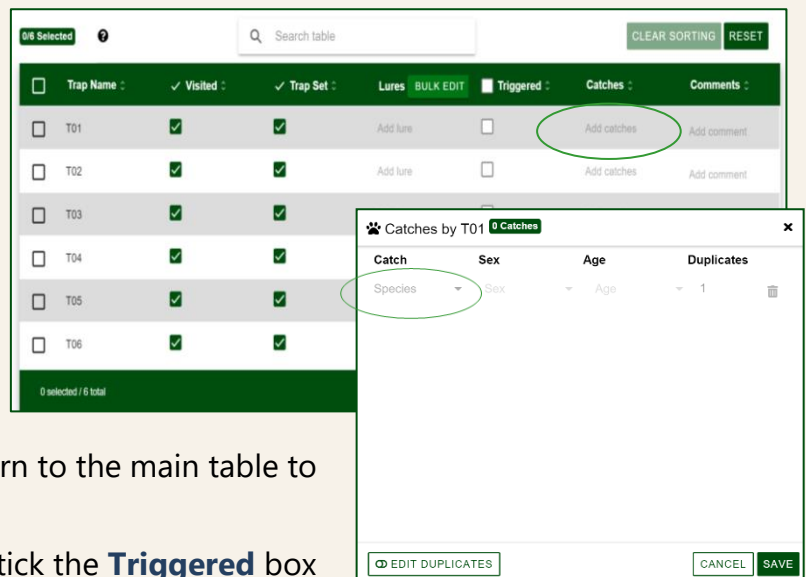 0/6 Selected ? Search table CLEAR SORTING RESET
Trap Name Visited Trap Set Lures BULK EDIT Triggered Catches Comments
T01 Add lure Add catches Add comment
T02 Add lure Add catches Add comment
T03
T04
T05
T06
0 selected / 6 total
Catches by T01 0 Catches ×
Catch Sex Age Duplicates
Species Sex Age 1
EDIT DUPLICATES CANCEL SAVE
rn to the main table to
tick the Triggered box